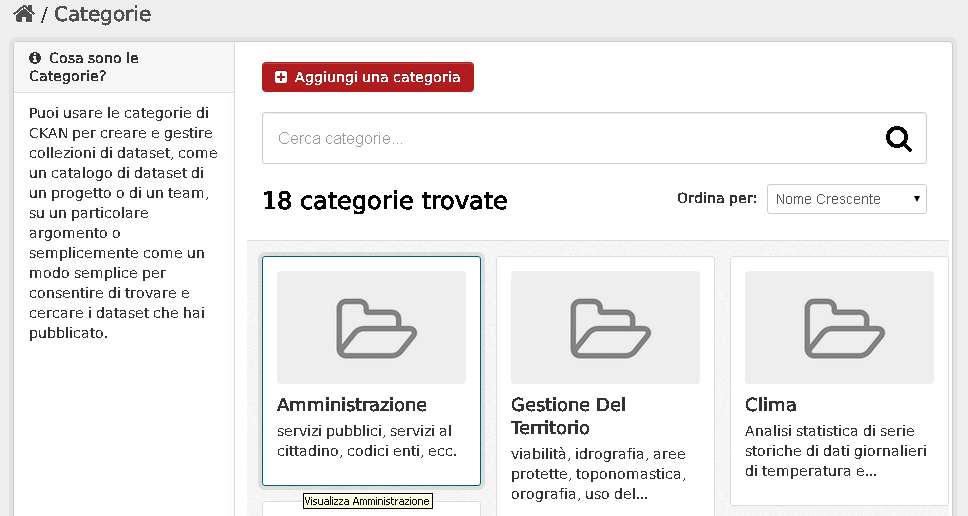 / Categorie
Cosa sono le
Categorie?
Puoi usare le categorie di
CKAN per creare e gestire
collezioni di dataset, come
un catalogo di dataset di
un progetto o di un team,
su un particolare
argomento o
semplicemente come un
modo semplice per
consentire di trovare e
cercare i dataset che hai
pubblicato.
Aggiungi una categoria
Cerca categorie...
18 categorie trovate
Ordina per: Nome Crescente
Amministrazione
servizi pubblici, servizi al
cittadino, codici enti, ecc.
Visualizza Amministrazione
Gestione Del
Territorio
viabilità, idrografia, aree
protette, toponomastica,
orografia, uso del...
Clima
Analisi statistica di serie
storiche di dati giornalieri
di temperatura e...